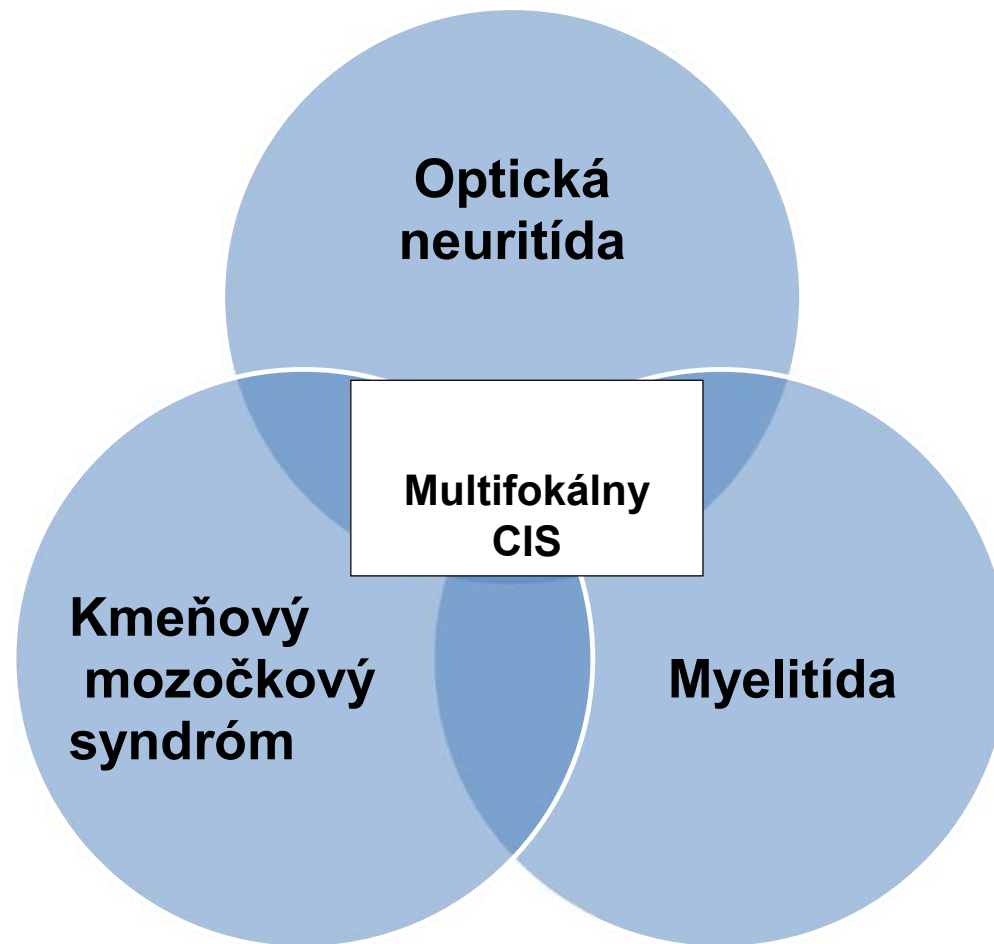 Optická
neuritída
Multifokálny
CIS
Kmeňový
mozočkový
syndróm
Myelitída